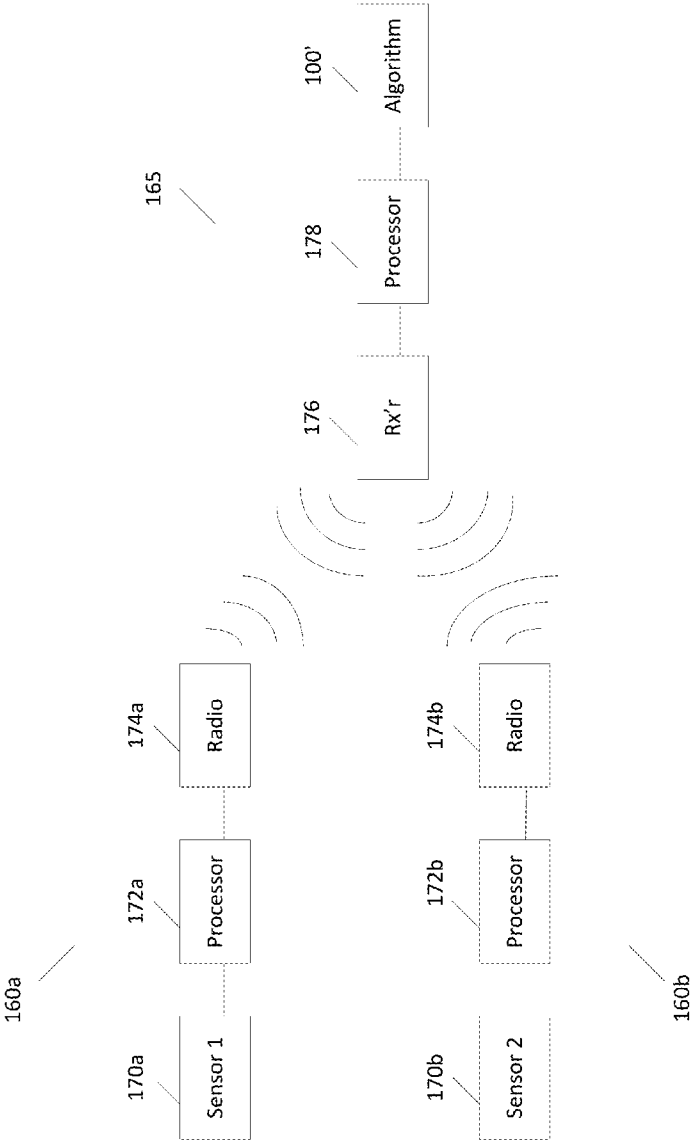 160a
170a
Sensor 1
172a
Processor
174a
Radio
165
176
Rx'r
178
Processor
100'
Algorithm
170b
Sensor 2
172b
Processor
174b
Radio
160b